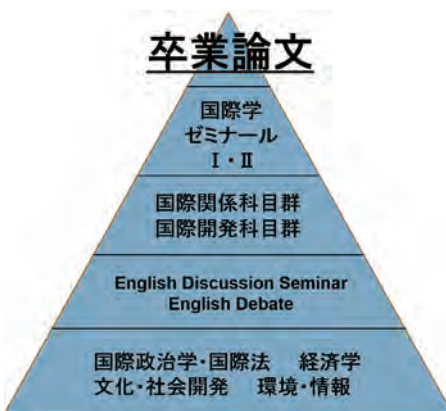 卒業論文
国際学
ゼミナール
Ⅰ・Ⅱ
国際関係科目群
国際開発科目群
English Discussion Seminar
English Debate
国際政治学・国際法　経済学
文化・社会開発　環境・情報